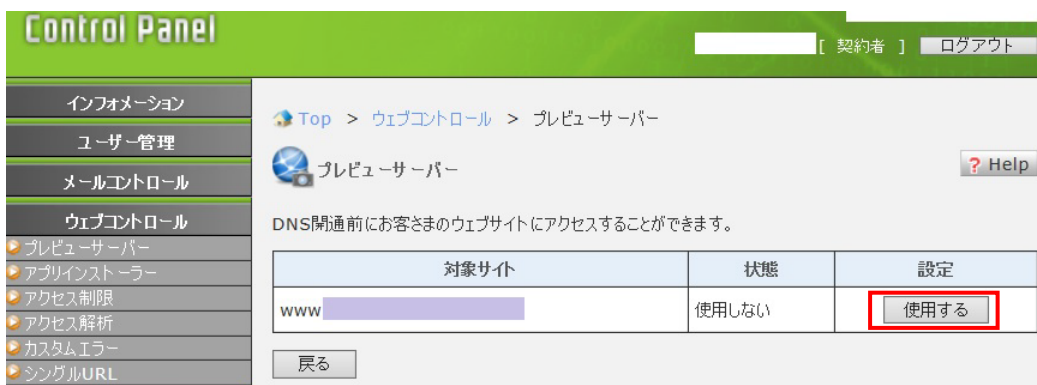 Control Panel
[ 契約者 ] ログアウト
インフォメーション
ユーザー管理
メールコントロール
ウェブコントロール
プレビューサーバー
アプリインストーラー
アクセス制限
アクセス解析
カスタムエラー
シングルURL
Top > ウェブコントロール > プレビューサーバー
プレビューサーバー
? Help
DNS開通前にお客さまのウェブサイトにアクセスすることができます。
対象サイト 状態 設定
www 使用しない 使用する
戻る